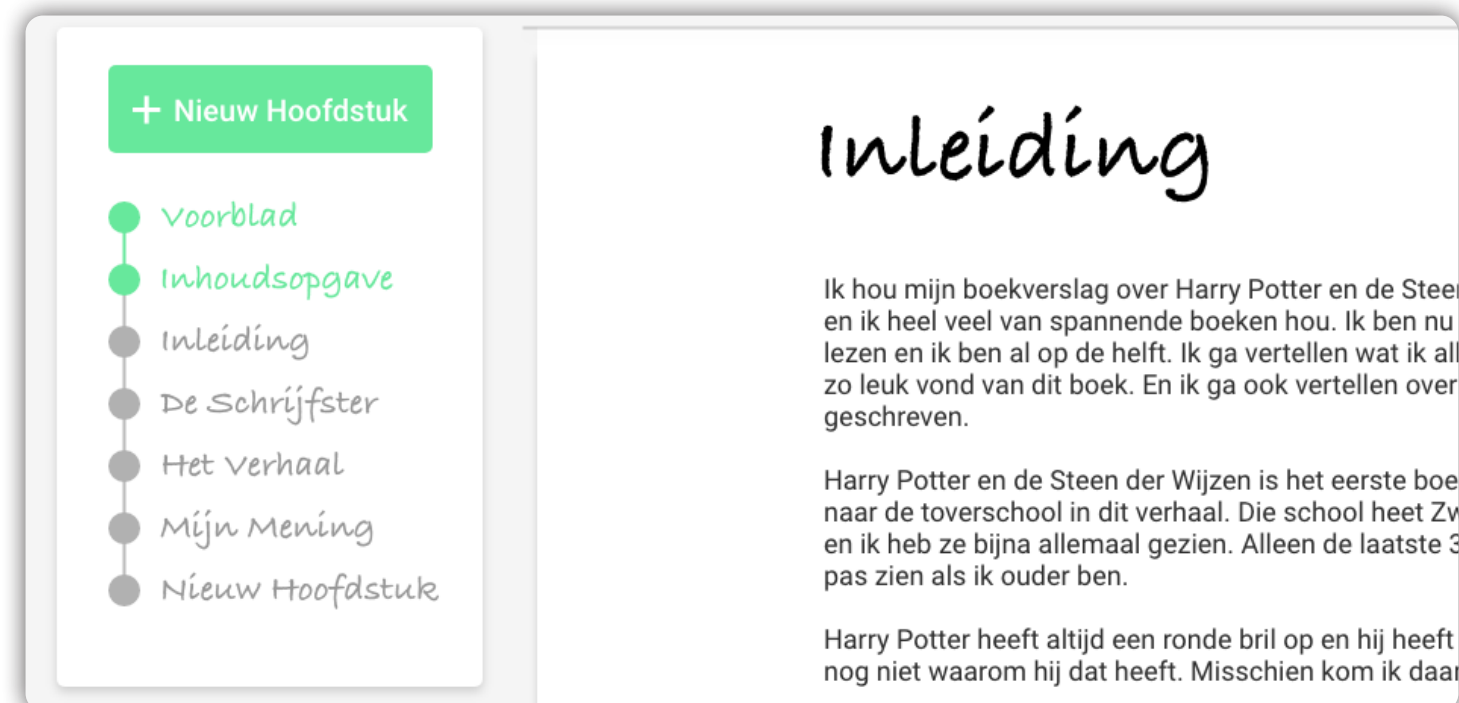 + Nieuw Hoofdstuk
Voorblad
Inhoudsopgave
Inleiding
De Schrijfster
Het Verhaal
Mijn Mening
Nieuw Hoofdstuk
Inleiding
Ik hou mijn boekverslag over Harry Potter en de Steen
en ik heel veel van spannende boeken hou. Ik ben nu
lezen en ik ben al op de helft. Ik ga vertellen wat ik all
zo leuk vond van dit boek. En ik ga ook vertellen over
geschreven.
Harry Potter en de Steen der Wijzen is het eerste boe
naar de toverschool in dit verhaal. Die school heet Zw
en ik heb ze bijna allemaal gezien. Alleen de laatste 3
pas zien als ik ouder ben.
Harry Potter heeft altijd een ronde bril op en hij heeft
nog niet waarom hij dat heeft. Misschien kom ik daar